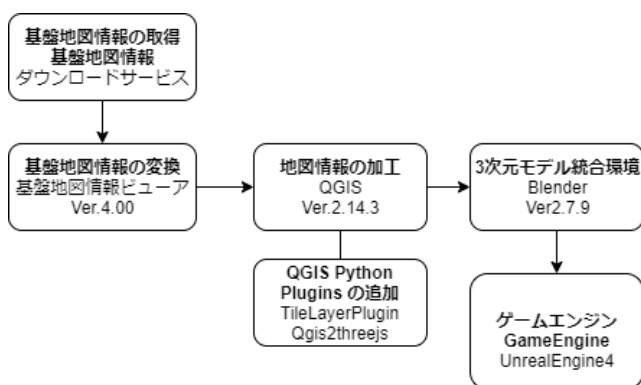 基盤地図情報の取得
基盤地図情報
ダウンロードサービス
基盤地図情報の変換
基盤地図情報ビューア
Ver.4.00
地図情報の加工
QGIS
Ver.2.14.3
3次元モデル統合環境
Blender
Ver2.7.9
QGIS Python
Plugins の追加
TileLayerPlugin
Qgis2threejs
ゲームエンジン
GameEngine
UnrealEngine4